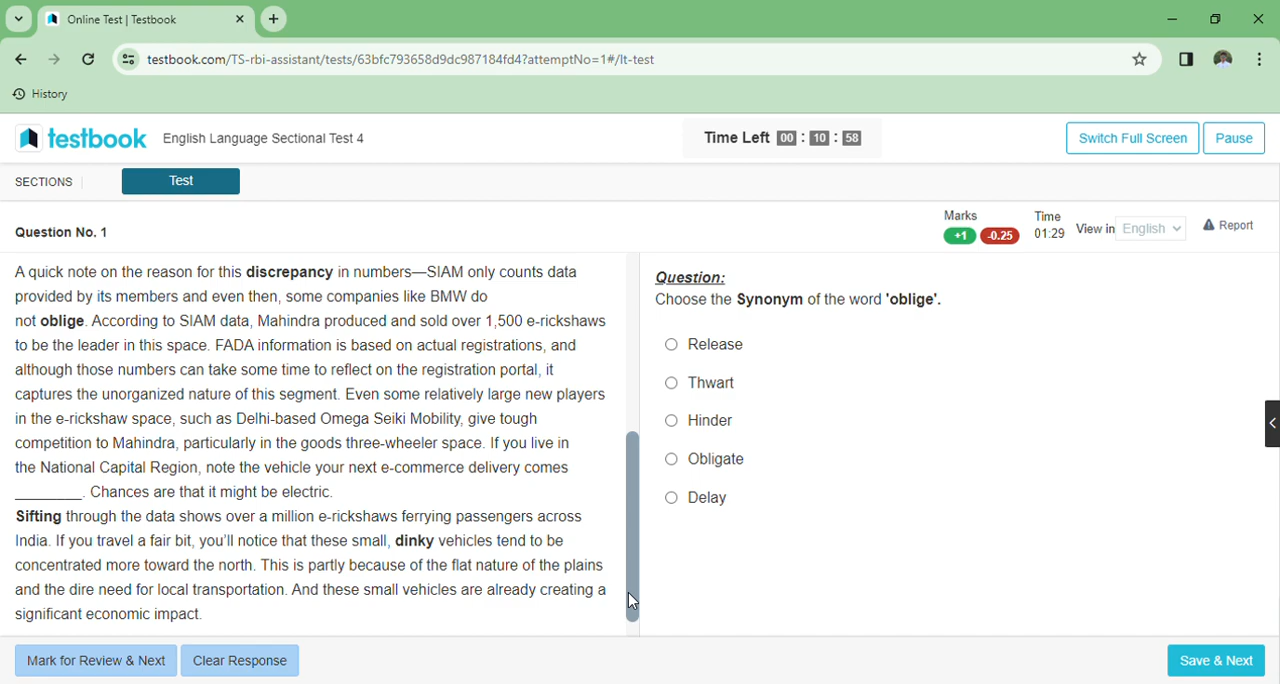 Online Test | Testbook
testbook.com/TS-rbi-assistant/tests/63bfc793658d9dc987184fd4?attemptNo=1#/lt-test
History
testbook English Language Sectional Test 4
Time Left 00 : 10 : 58
Switch Full Screen
Pause
SECTIONS
Test
Question No. 1
Marks
+1 -0.25
Time
01:29
View in English
Report
A quick note on the reason for this discrepancy in numbers—SIAM only counts data
provided by its members and even then, some companies like BMW do
not oblige. According to SIAM data, Mahindra produced and sold over 1,500 e-rickshaws
to be the leader in this space. FADA information is based on actual registrations, and
although those numbers can take some time to reflect on the registration portal, it
captures the unorganized nature of this segment. Even some relatively large new players
in the e-rickshaw space, such as Delhi-based Omega Seiki Mobility, give tough
competition to Mahindra, particularly in the goods three-wheeler space. If you live in
the National Capital Region, note the vehicle your next e-commerce delivery comes
________. Chances are that it might be electric.
Sifting through the data shows over a million e-rickshaws ferrying passengers across
India. If you travel a fair bit, you'll notice that these small, dinky vehicles tend to be
concentrated more toward the north. This is partly because of the flat nature of the plains
and the dire need for local transportation. And these small vehicles are already creating a
significant economic impact.
Question:
Choose the Synonym of the word 'oblige'.
Release
Thwart
Hinder
Obligate
Delay
Mark for Review & Next
Clear Response
Save & Next